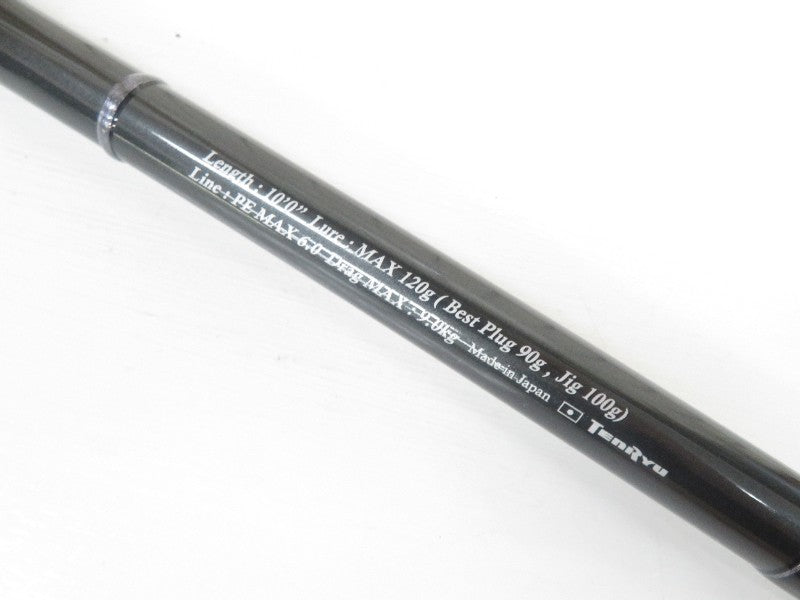 Length : 10'0" Lure : MAX 120g ( Best Plug 90g , Jig 100g)
Line : PE MAX 6.0 Drag MAX : 9.0kg Made in Japan TENRYU